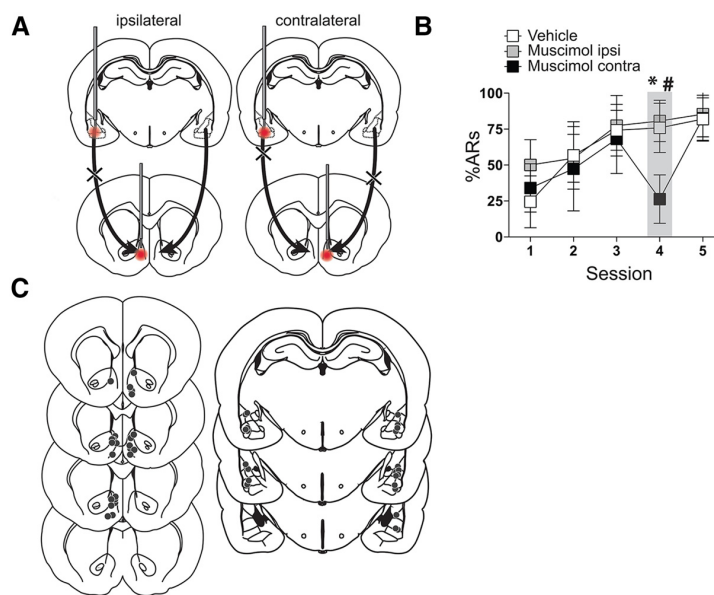 A
ipsilateral
contralateral
B
Vehicle
Muscimol ipsi
Muscimol contra
* #
100
75
50
25
0
%ARs
1 2 3 4 5
Session
C